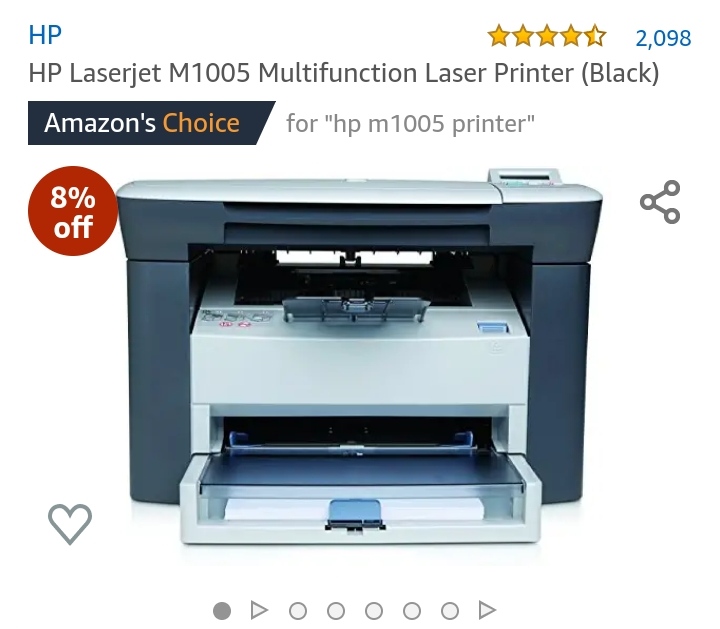 HP
2,098
HP Laserjet M1005 Multifunction Laser Printer (Black)
Amazon's Choice
for "hp m1005 printer"
8%
off